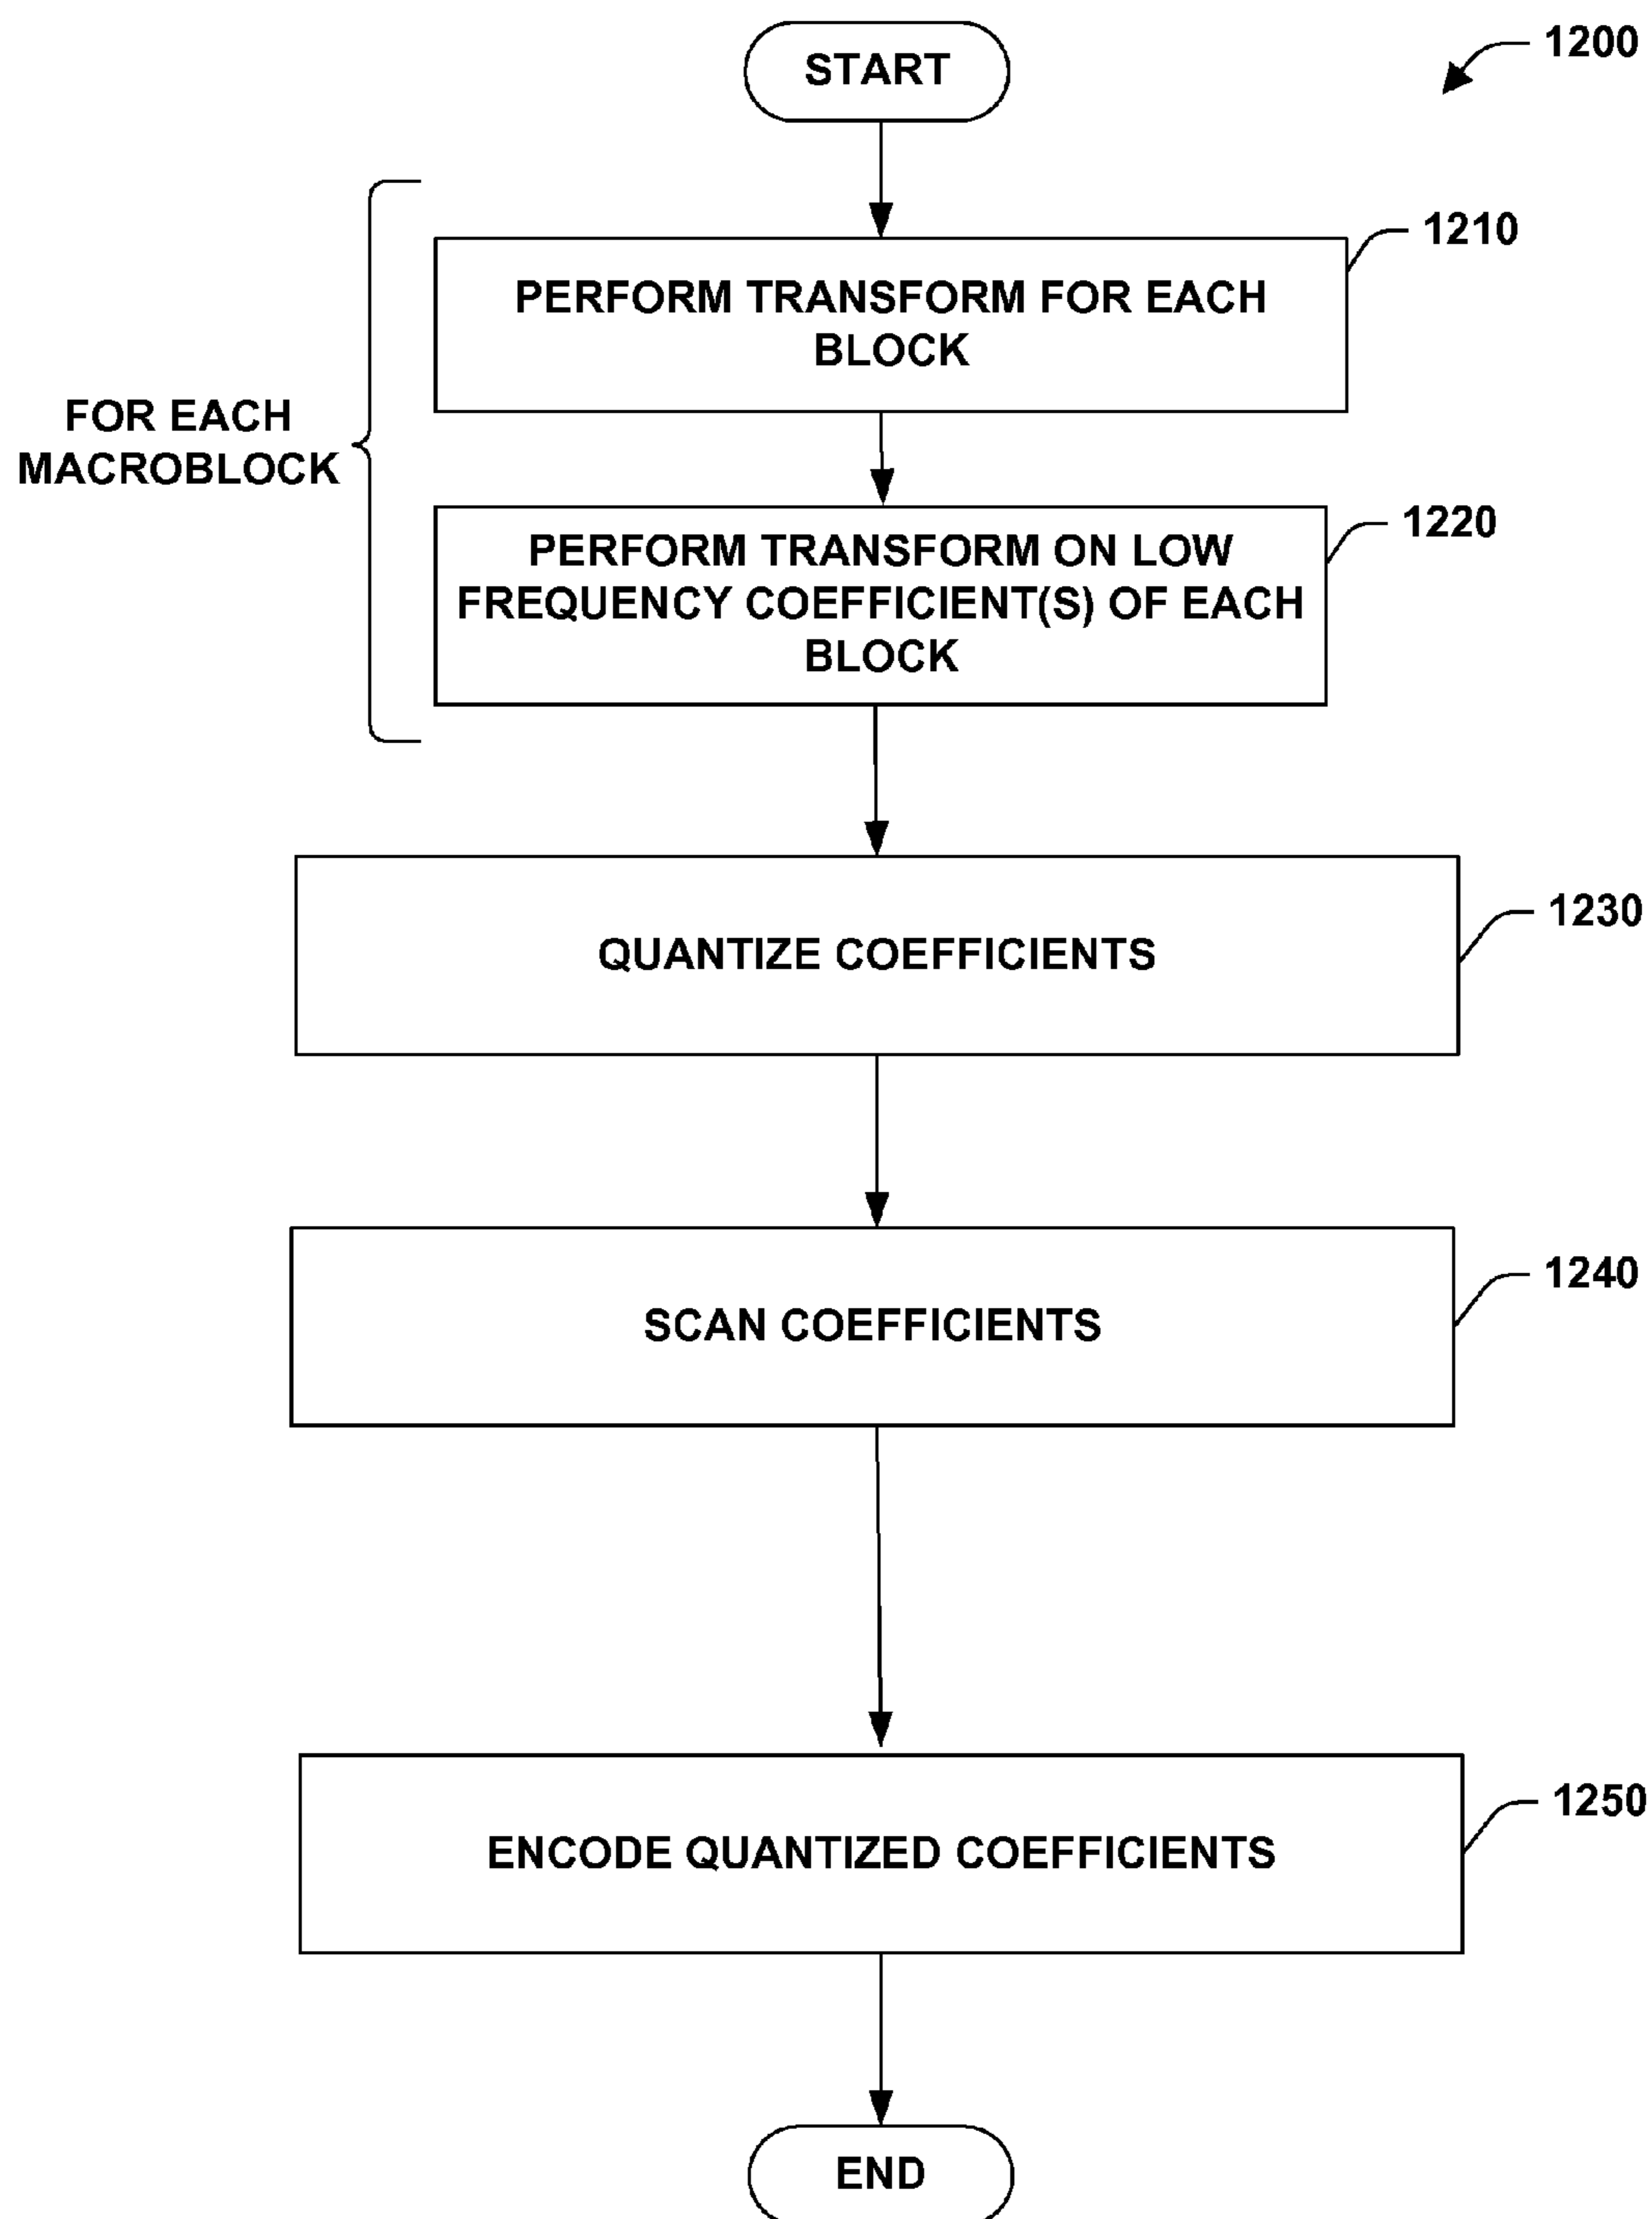 START
1200
1210
PERFORM TRANSFORM FOR EACH
BLOCK
FOR EACH
MACROBLOCK
1220
PERFORM TRANSFORM ON LOW
FREQUENCY COEFFICIENT(S) OF EACH
BLOCK
1230
QUANTIZE COEFFICIENTS
1240
SCAN COEFFICIENTS
1250
ENCODE QUANTIZED COEFFICIENTS
END